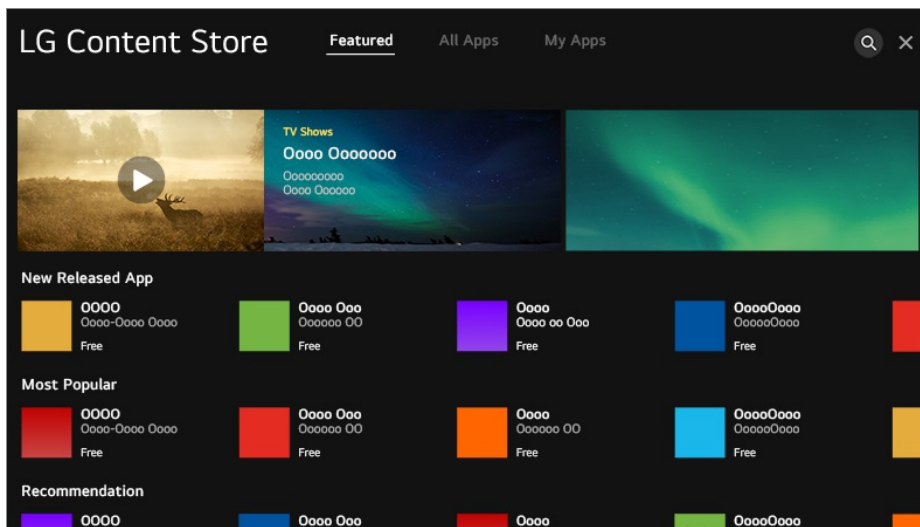 LG Content Store
Featured
All Apps
My Apps
TV Shows
Oooo Ooooooo
Ooooooooo
Oooo Oooooo
New Released App
OOOO
Oooo-Oooo Oooo
Free
Oooo Ooo
Oooooo OO
Free
Oooo
Oooo oo Ooo
Free
OoooOooo
OooooOooo
Free
Most Popular
OOOO
Oooo-Oooo Oooo
Free
Oooo Ooo
Oooooo OO
Free
Oooo
Oooooo OO
Free
OoooOooo
OooooOooo
Free
Recommendation
OOOO
Oooo Ooo
Oooo
OoooOooo